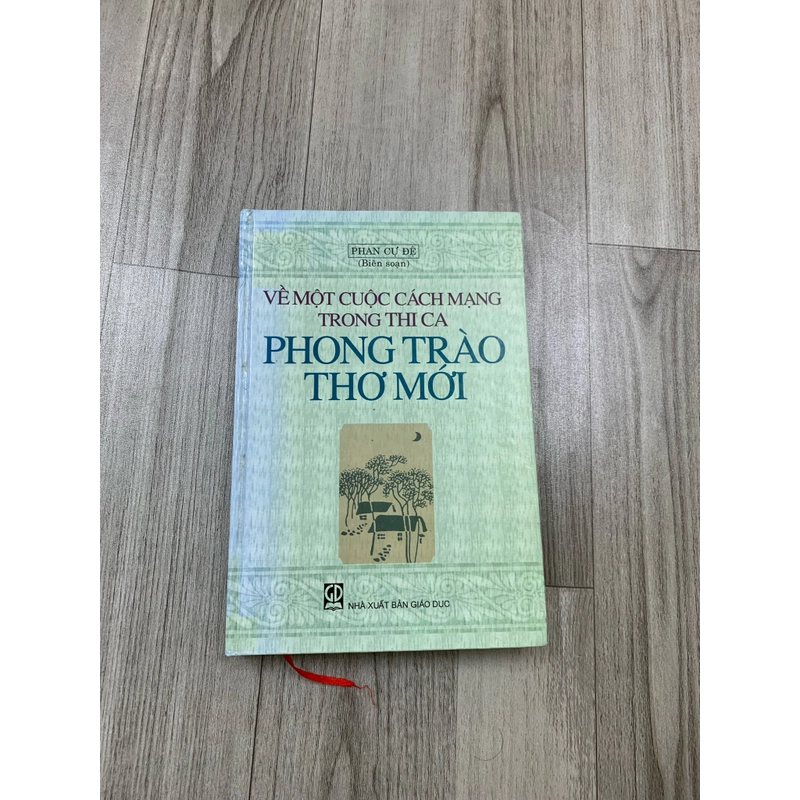 PHAN CỰ ĐỆ
(Biên soạn)
VỀ MỘT CUỘC CÁCH MẠNG
TRONG THI CA
PHONG TRÀO
THƠ MỚI
GD
NHÀ XUẤT BẢN GIÁO DỤC